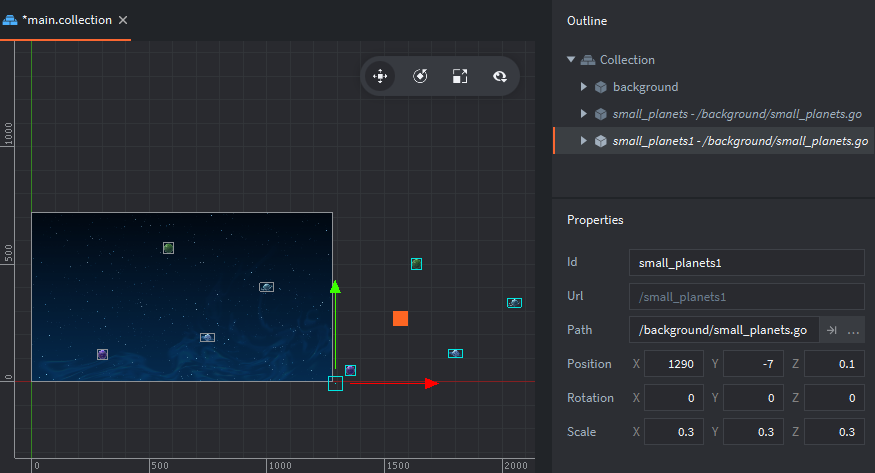 *main.collection
Outline
Collection
background
small_planets - /background/small_planets.go
small_planets1 - /background/small_planets.go
1000
500
0
0
500
1000
1500
2000
Properties
Id small_planets1
Url /small_planets1
Path /background/small_planets.go ...
Position X 1290 Y -7 Z 0.1
Rotation X 0 Y 0 Z 0
Scale X 0.3 Y 0.3 Z 0.3